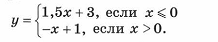 y = { 1,5x + 3, если x ⩽ 0
−x + 1, если x > 0.